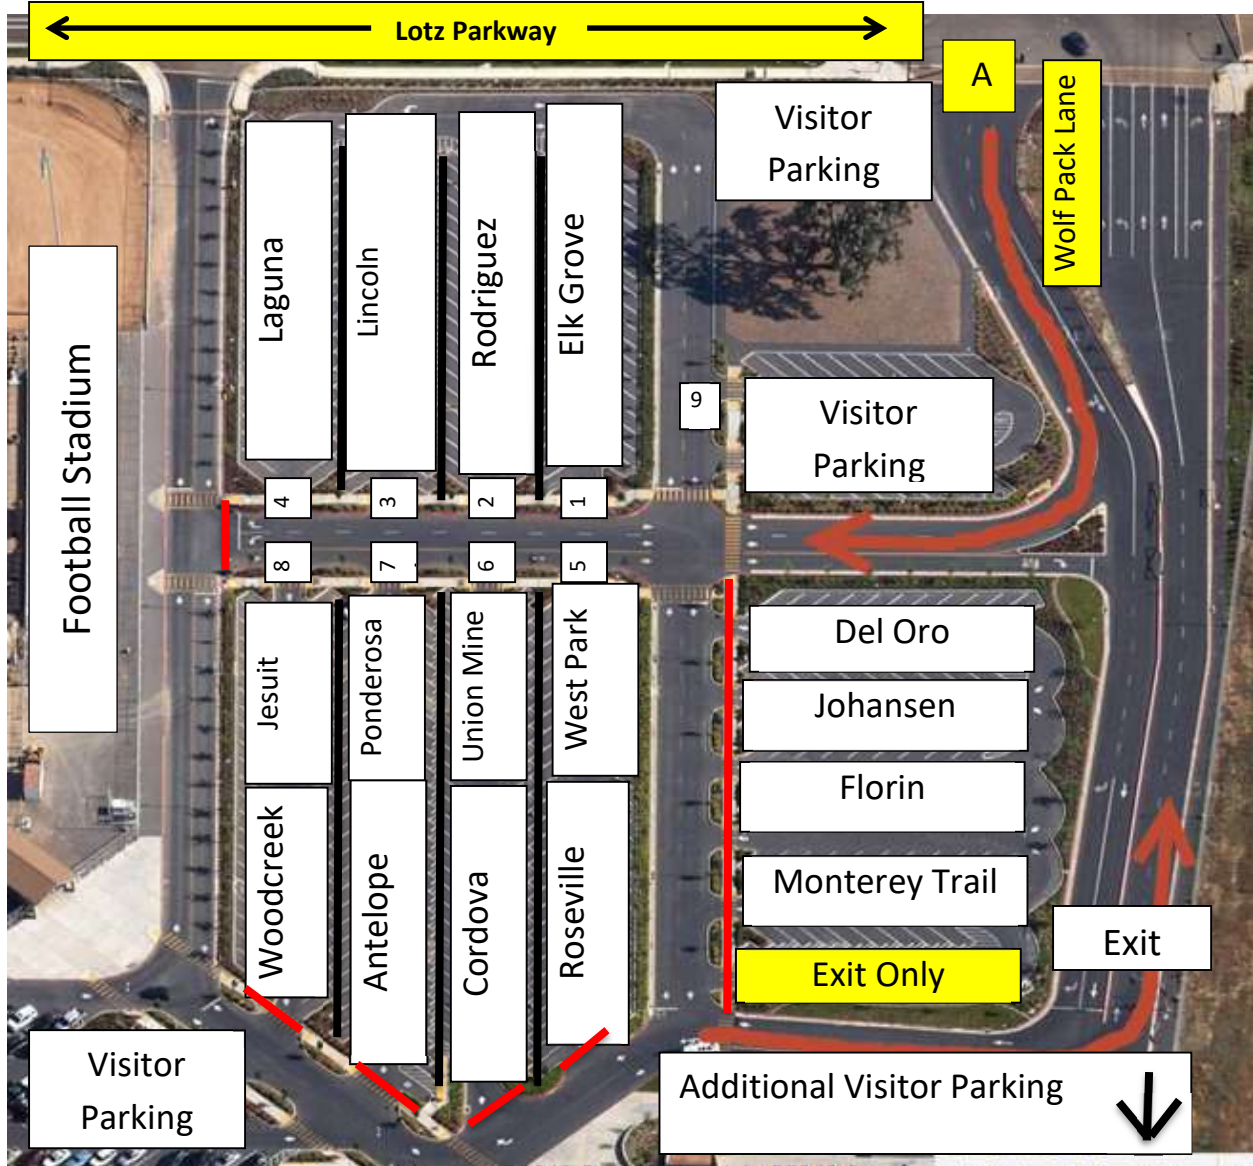 Lotz Parkway
A
Wolf Pack Lane
Visitor
Parking
Laguna
Lincoln
Rodriguez
Elk Grove
Football Stadium
9
Visitor
Parking
4
3
2
1
8
7
6
5
Jesuit
Ponderosa
Union Mine
West Park
Del Oro
Johansen
Florin
Monterey Trail
Exit Only
Woodcreek
Antelope
Cordova
Roseville
Exit
Visitor
Parking
Additional Visitor Parking